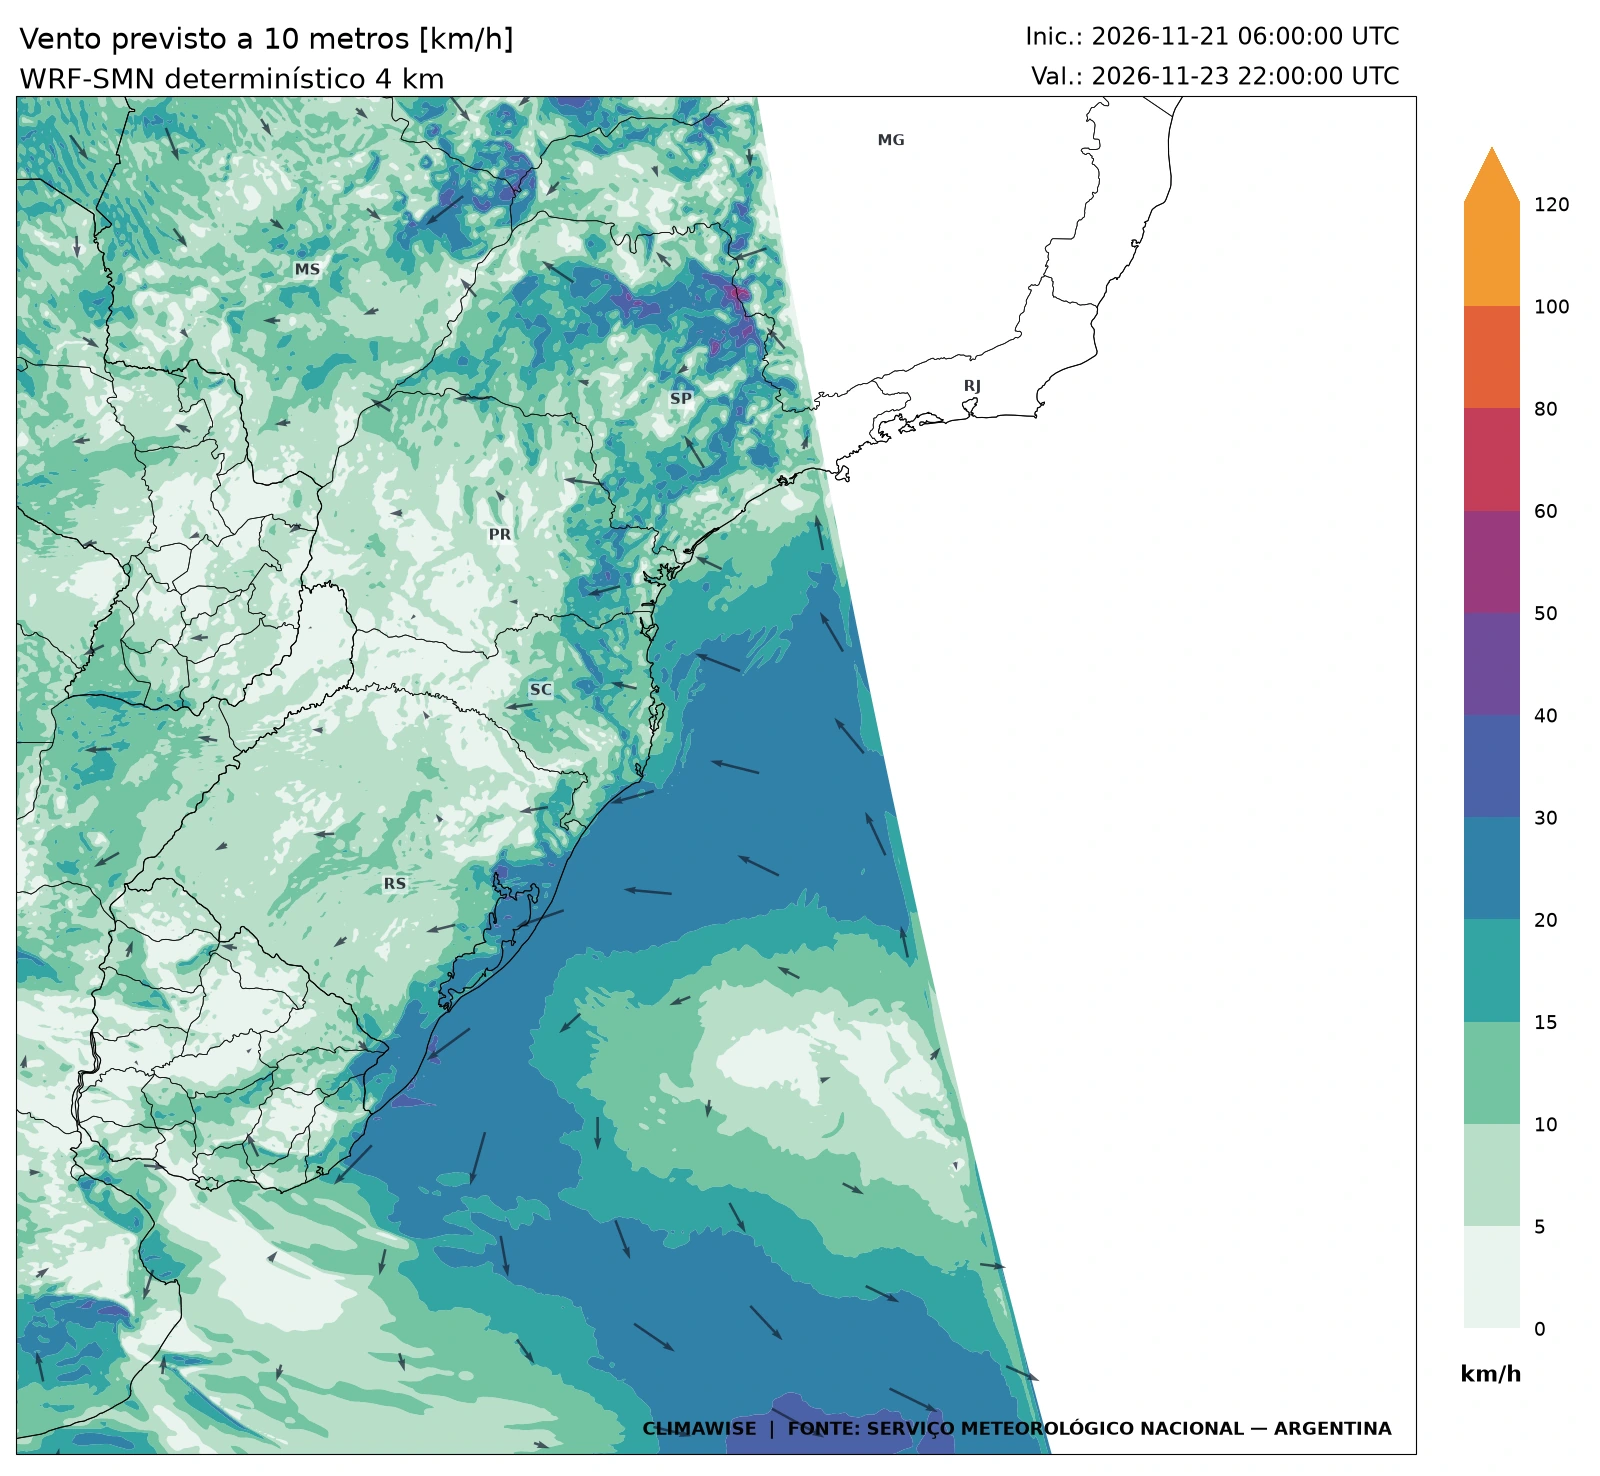 Vento previsto a 10 metros [km/h]
WRF-SMN determinístico 4 km
Inic.: 2026-11-21 06:00:00 UTC
Val.: 2026-11-23 22:00:00 UTC
MG
MS
RJ
SP
PR
SC
RS
120
100
80
60
50
40
30
20
15
10
5
0
km/h
CLIMAWISE | FONTE: SERVIÇO METEOROLÓGICO NACIONAL — ARGENTINA